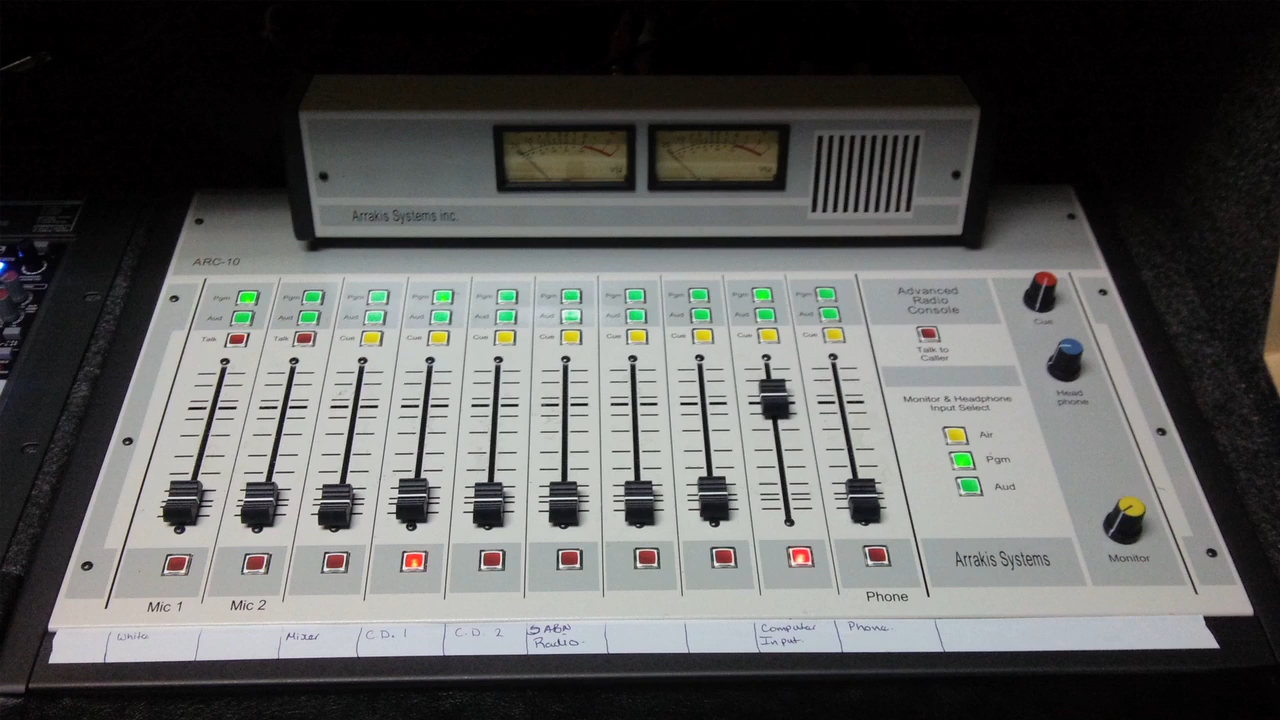 VU VU
Arrakis Systems inc.
ARC-10
Pgm Pgm Pgm Pgm Pgm Pgm Pgm Pgm Pgm Pgm
Aud Aud Aud Aud Aud Aud Aud Aud Aud Aud
Talk Talk Cue Cue Cue Cue Cue Cue Cue Cue
Advanced
Radio
Console
Talk to
Caller
Cue
Head
phone
Monitor & Headphone
Input Select
Air
Pgm
Aud
Arrakis Systems
Monitor
Mic 1 Mic 2 Phone
White Mixer C.D. 1 C.D. 2 3ABN Computer Phone.
Radio. Input.